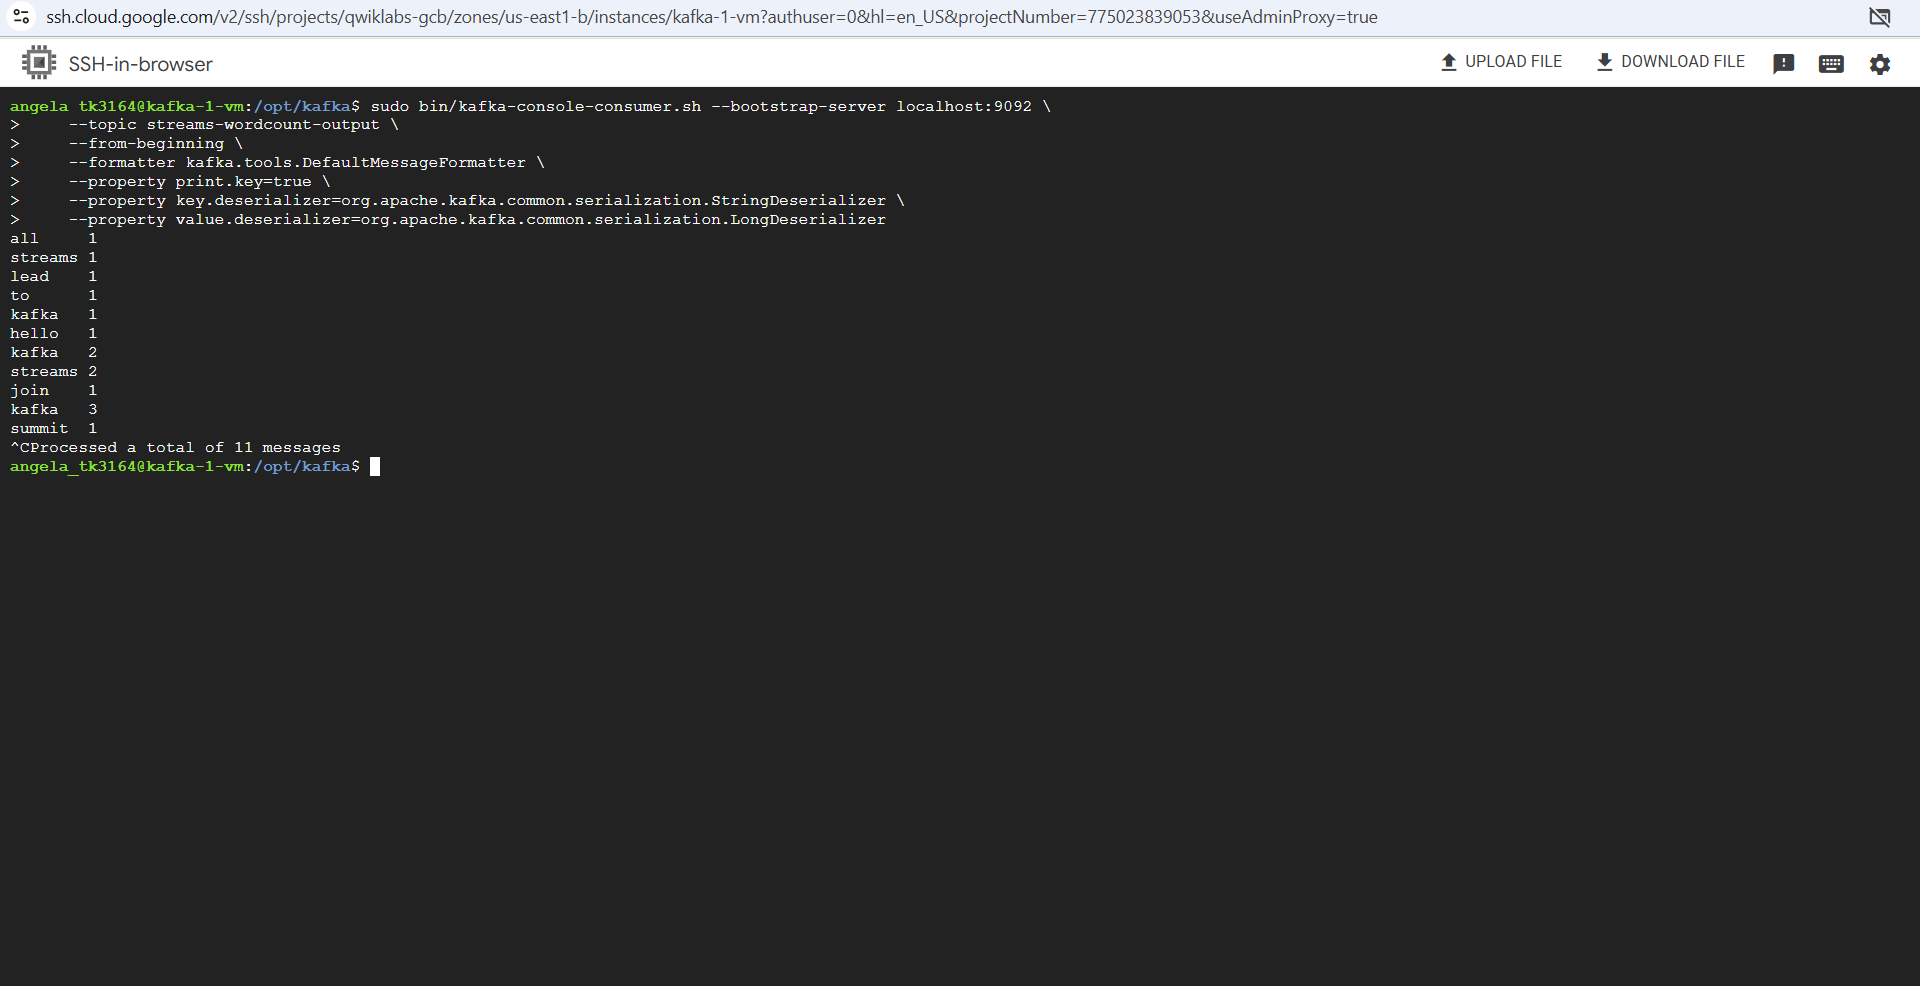 ssh.cloud.google.com/v2/ssh/projects/qwiklabs-gcb/zones/us-east1-b/instances/kafka-1-vm?authuser=0&hl=en_US&projectNumber=775023839053&useAdminProxy=true
SSH-in-browser
UPLOAD FILE
DOWNLOAD FILE
angela_tk3164@kafka-1-vm:/opt/kafka$ sudo bin/kafka-console-consumer.sh --bootstrap-server localhost:9092 \
>     --topic streams-wordcount-output \
>     --from-beginning \
>     --formatter kafka.tools.DefaultMessageFormatter \
>     --property print.key=true \
>     --property key.deserializer=org.apache.kafka.common.serialization.StringDeserializer \
>     --property value.deserializer=org.apache.kafka.common.serialization.LongDeserializer
all     1
streams 1
lead    1
to      1
kafka   1
hello   1
kafka   2
streams 2
join    1
kafka   3
summit  1
^CProcessed a total of 11 messages
angela_tk3164@kafka-1-vm:/opt/kafka$